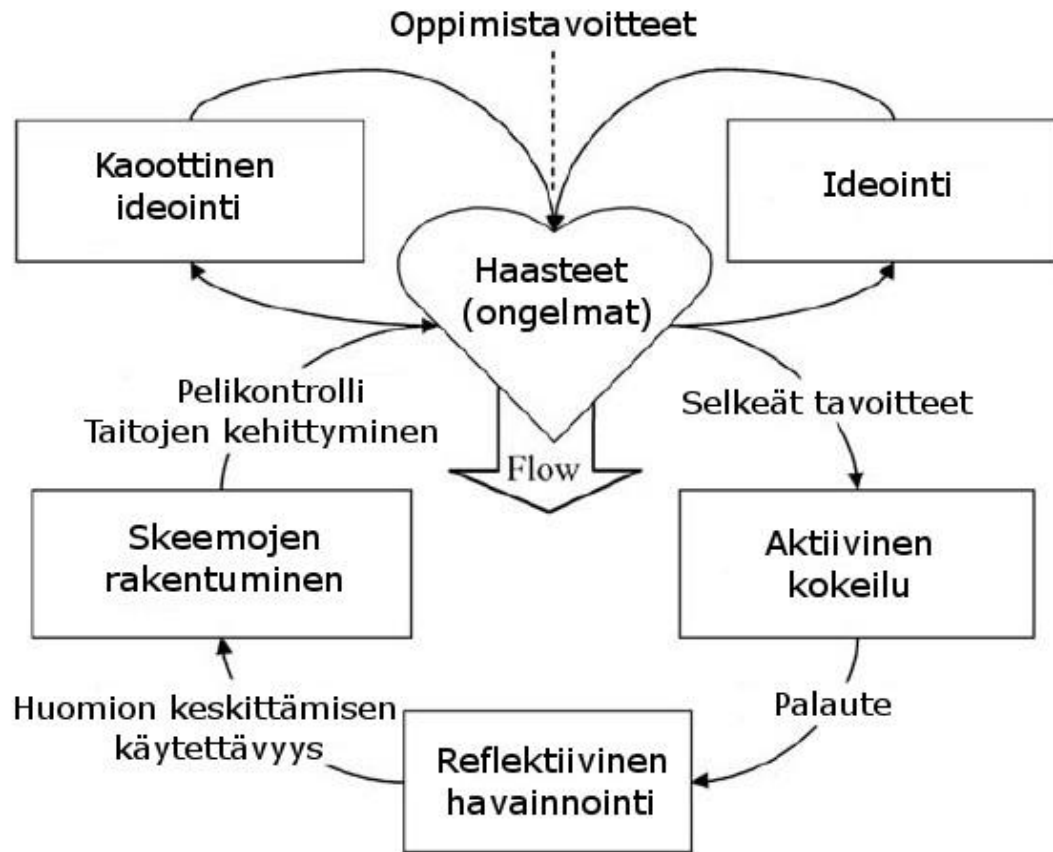 Oppimistavoitteet
Kaoottinen
ideointi
Ideointi
Haasteet
(ongelmat)
Pelikontrolli
Taitojen kehittyminen
Selkeät tavoitteet
Flow
Skeemojen
rakentuminen
Aktiivinen
kokeilu
Huomion keskittämisen
käytettävyys
Palaute
Reflektiivinen
havainnointi